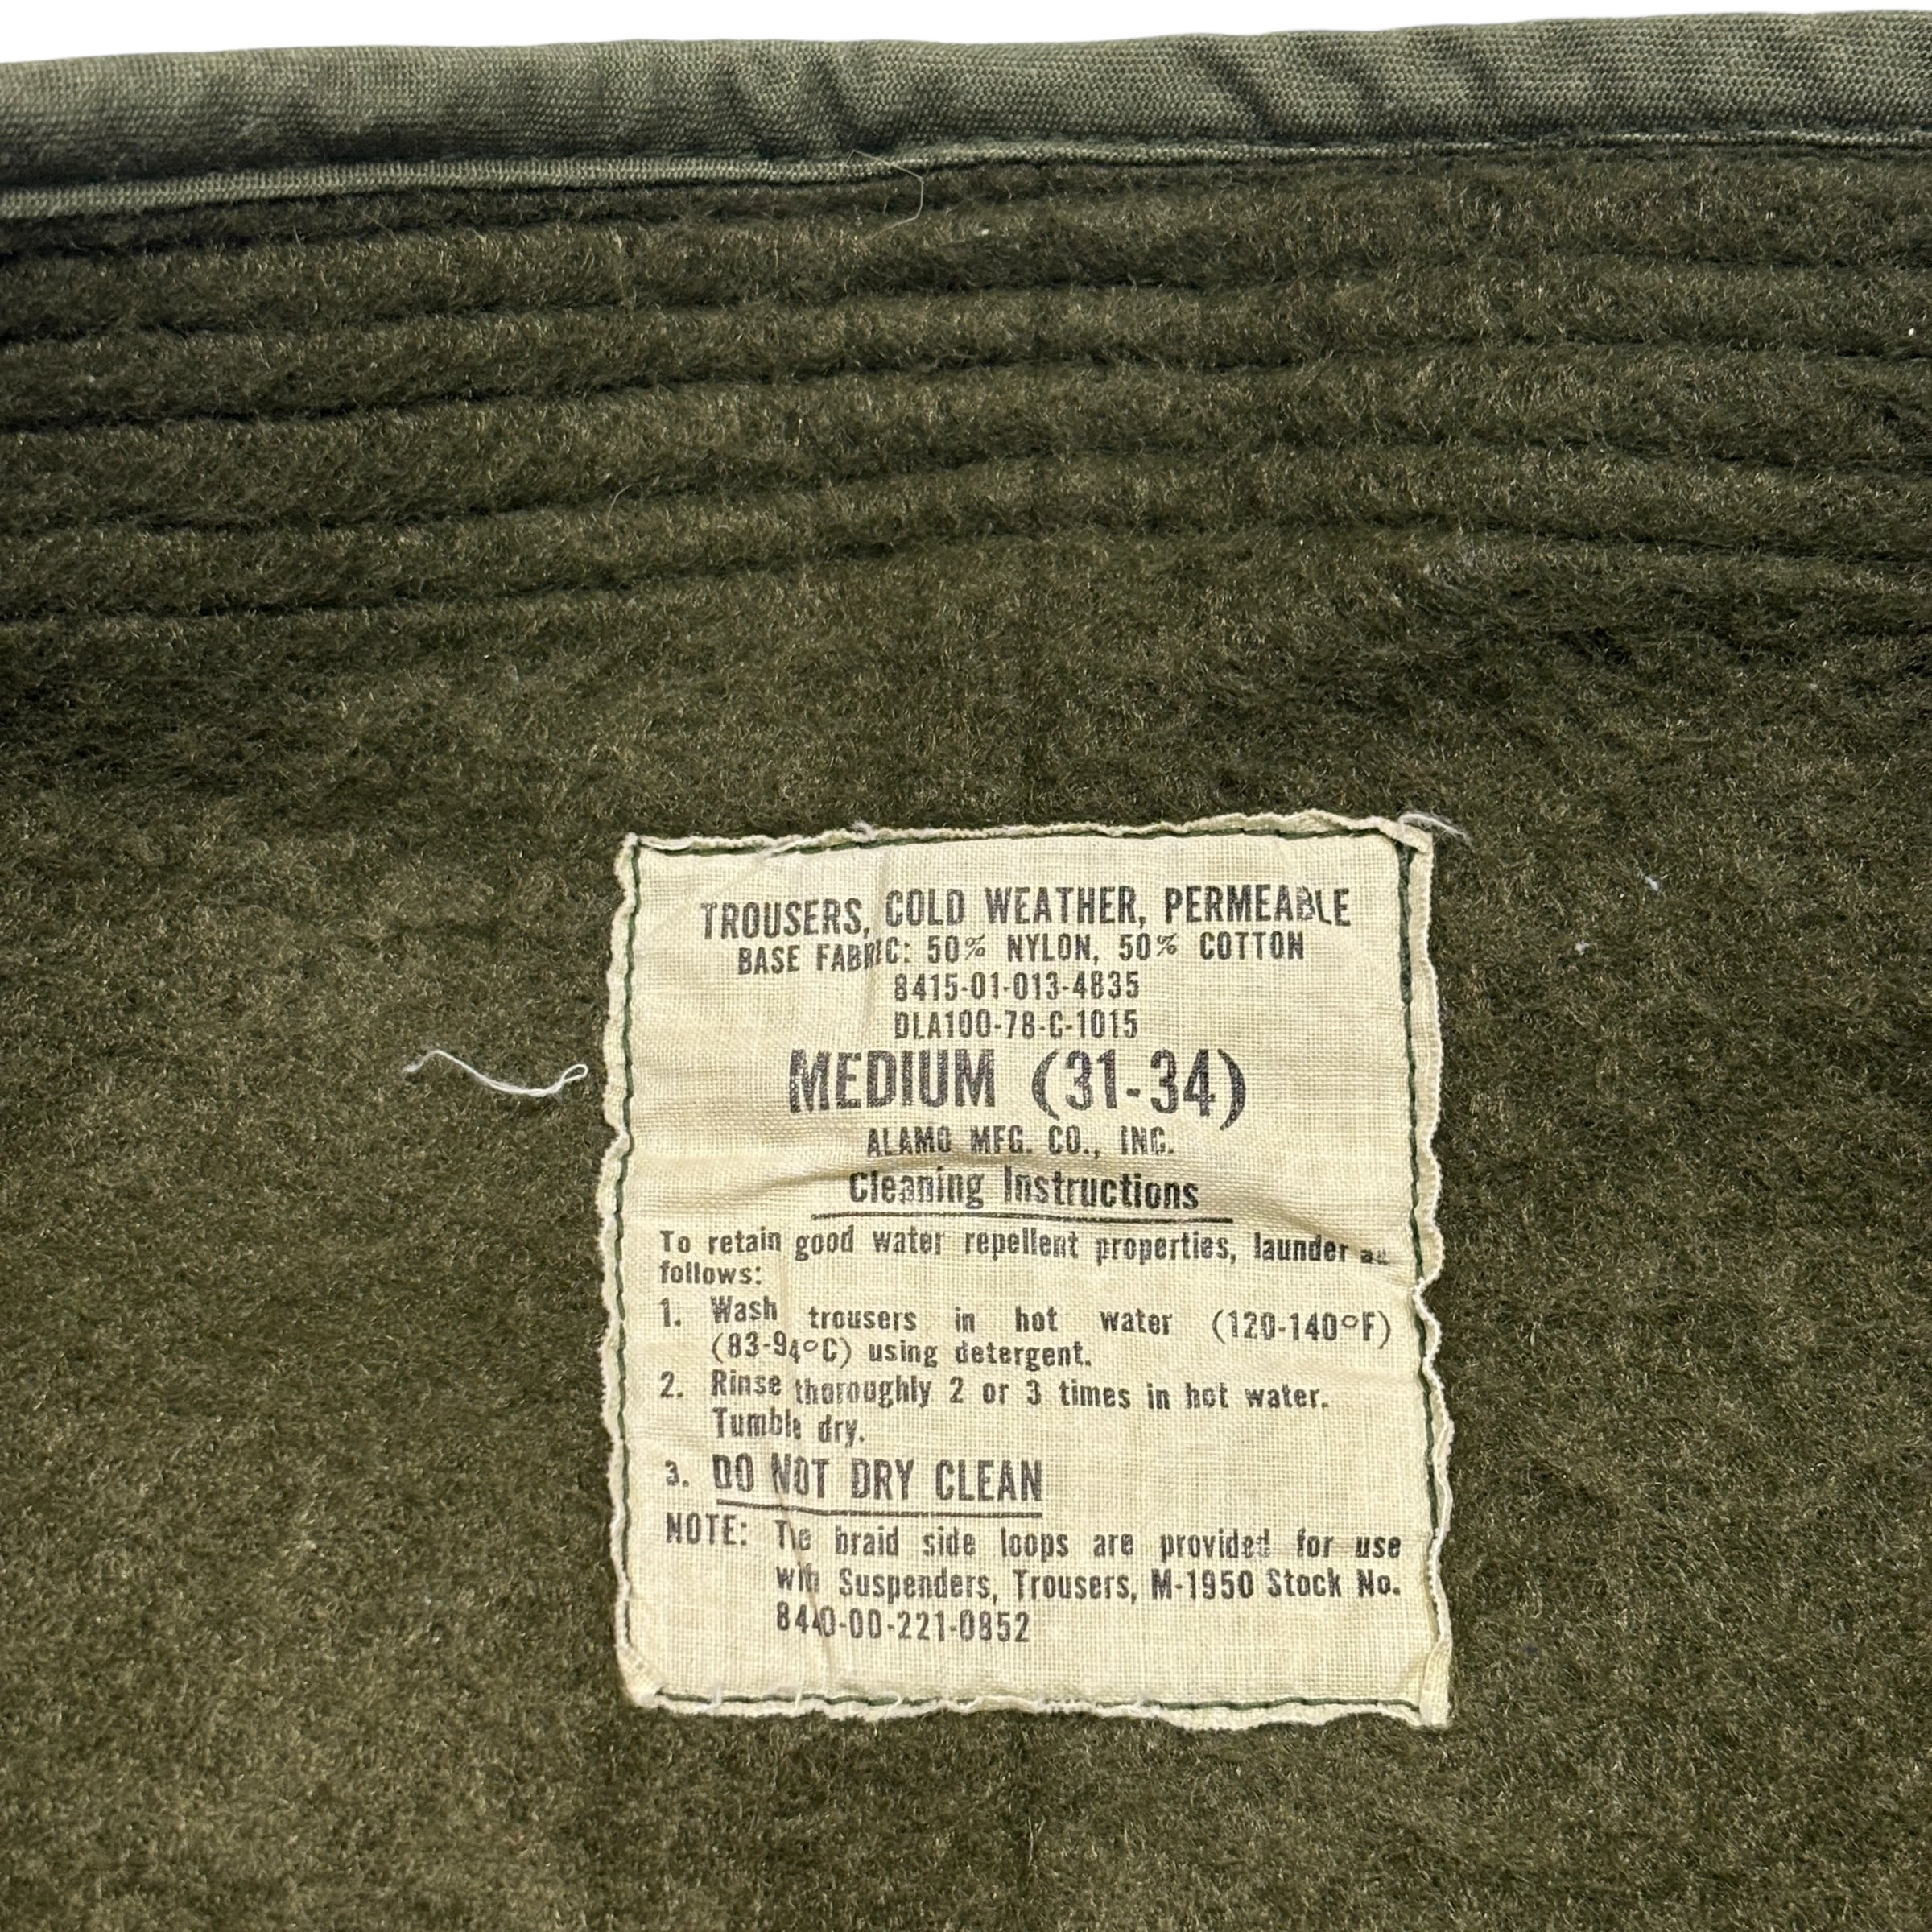 TROUSERS, COLD WEATHER, PERMEABLE
BASE FABRIC: 50% NYLON, 50% COTTON
8415-01-013-4835
DLA100-78-C-1015
MEDIUM (31-34)
ALAMO MFG. CO., INC.
Cleaning Instructions
To retain good water repellent properties, launder as
follows:
1. Wash trousers in hot water (120-140°F)
(83-94°C) using detergent.
2. Rinse thoroughly 2 or 3 times in hot water.
Tumble dry.
3. DO NOT DRY CLEAN
NOTE: The braid side loops are provided for use
with Suspenders, Trousers, M-1950 Stock No.
8440-00-221-0852